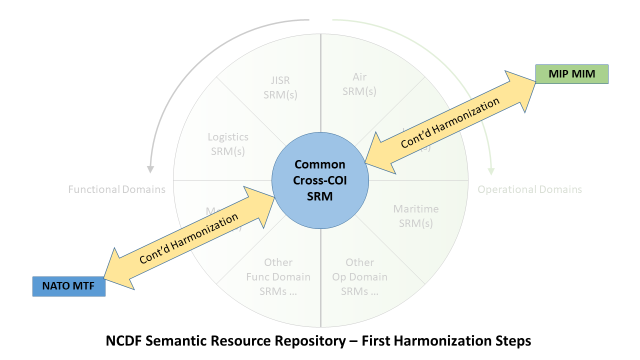 JISR
SRM(s)
Air
SRM(s)
MIP MIM
Cont'd Harmonization
Logistics
SRM(s)
Common
Cross-COI
SRM
Functional Domains
Operational Domains
Maritime
SRM(s)
Cont'd Harmonization
Other
Func Domain
SRMs ...
Other
Op Domain
SRMs ...
NATO MTF
NCDF Semantic Resource Repository – First Harmonization Steps